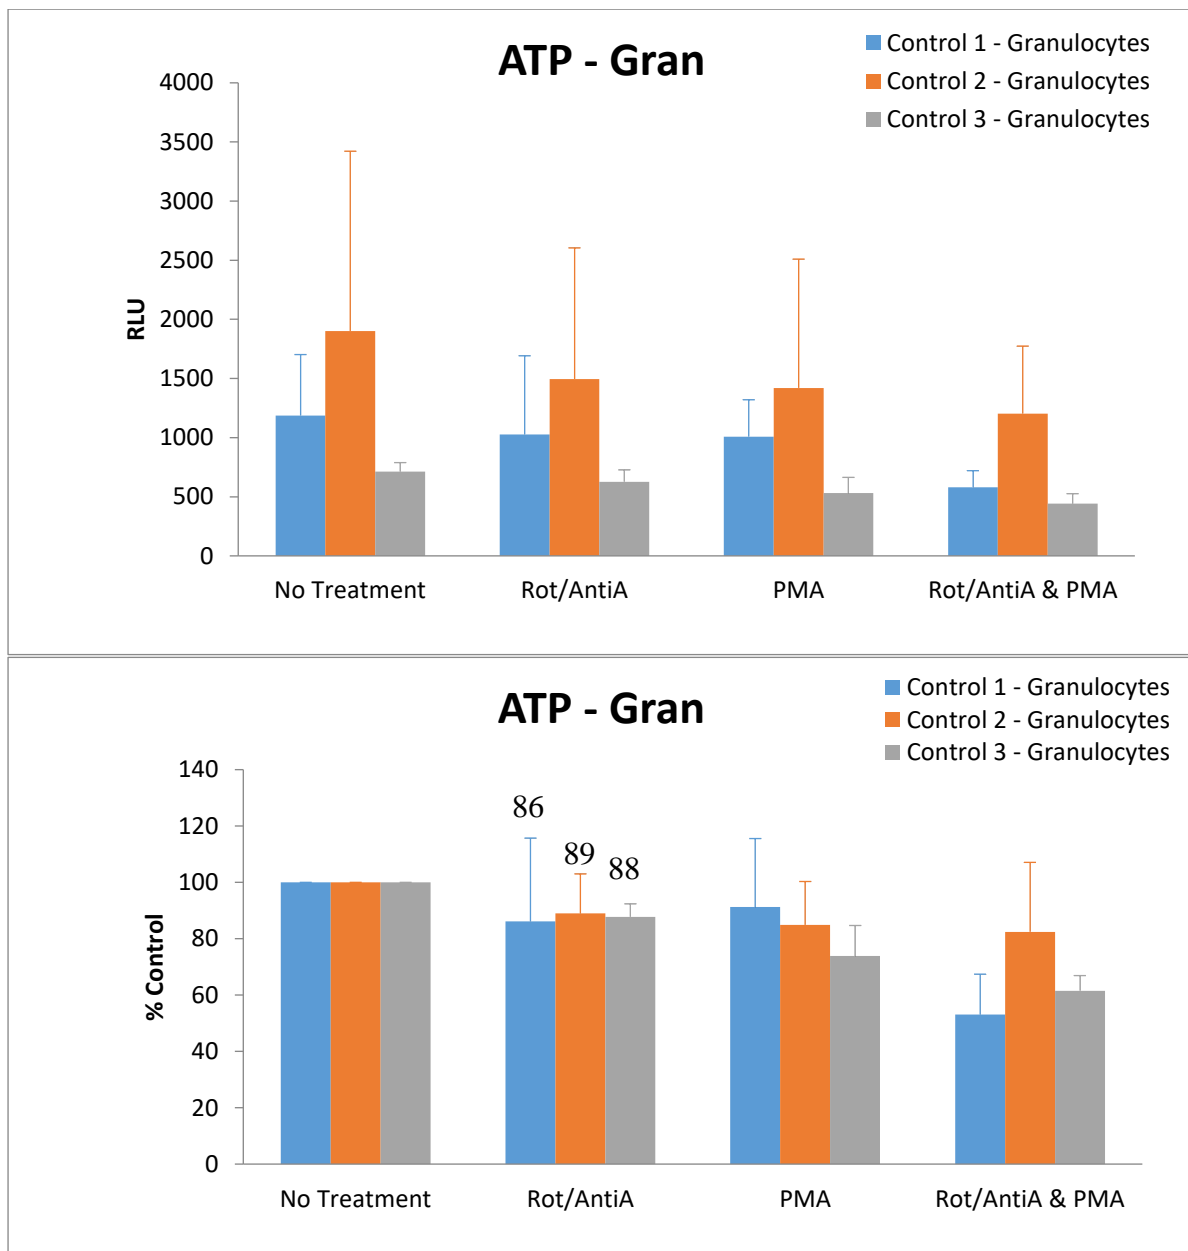 ATP - Gran
Control 1 - Granulocytes
Control 2 - Granulocytes
Control 3 - Granulocytes
4000
3500
3000
2500
2000
1500
1000
500
0
RLU
No Treatment Rot/AntiA PMA Rot/AntiA & PMA
ATP - Gran
Control 1 - Granulocytes
Control 2 - Granulocytes
Control 3 - Granulocytes
140
120
100
80
60
40
20
0
% Control
86
89
88
No Treatment Rot/AntiA PMA Rot/AntiA & PMA